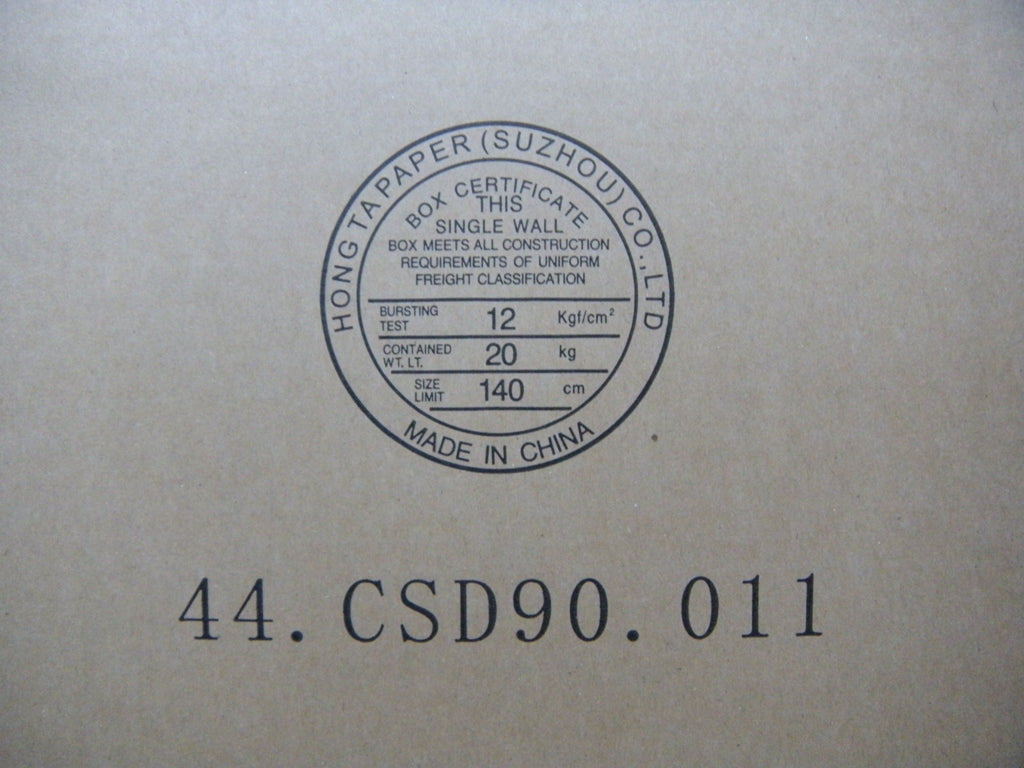 HONG TA PAPER (SUZHOU) CO.,LTD
BOX CERTIFICATE
THIS
SINGLE WALL
BOX MEETS ALL CONSTRUCTION
REQUIREMENTS OF UNIFORM
FREIGHT CLASSIFICATION
BURSTING TEST 12 Kgf/cm²
CONTAINED WT. LT. 20 kg
SIZE LIMIT 140 cm
MADE IN CHINA
44.CSD90.011